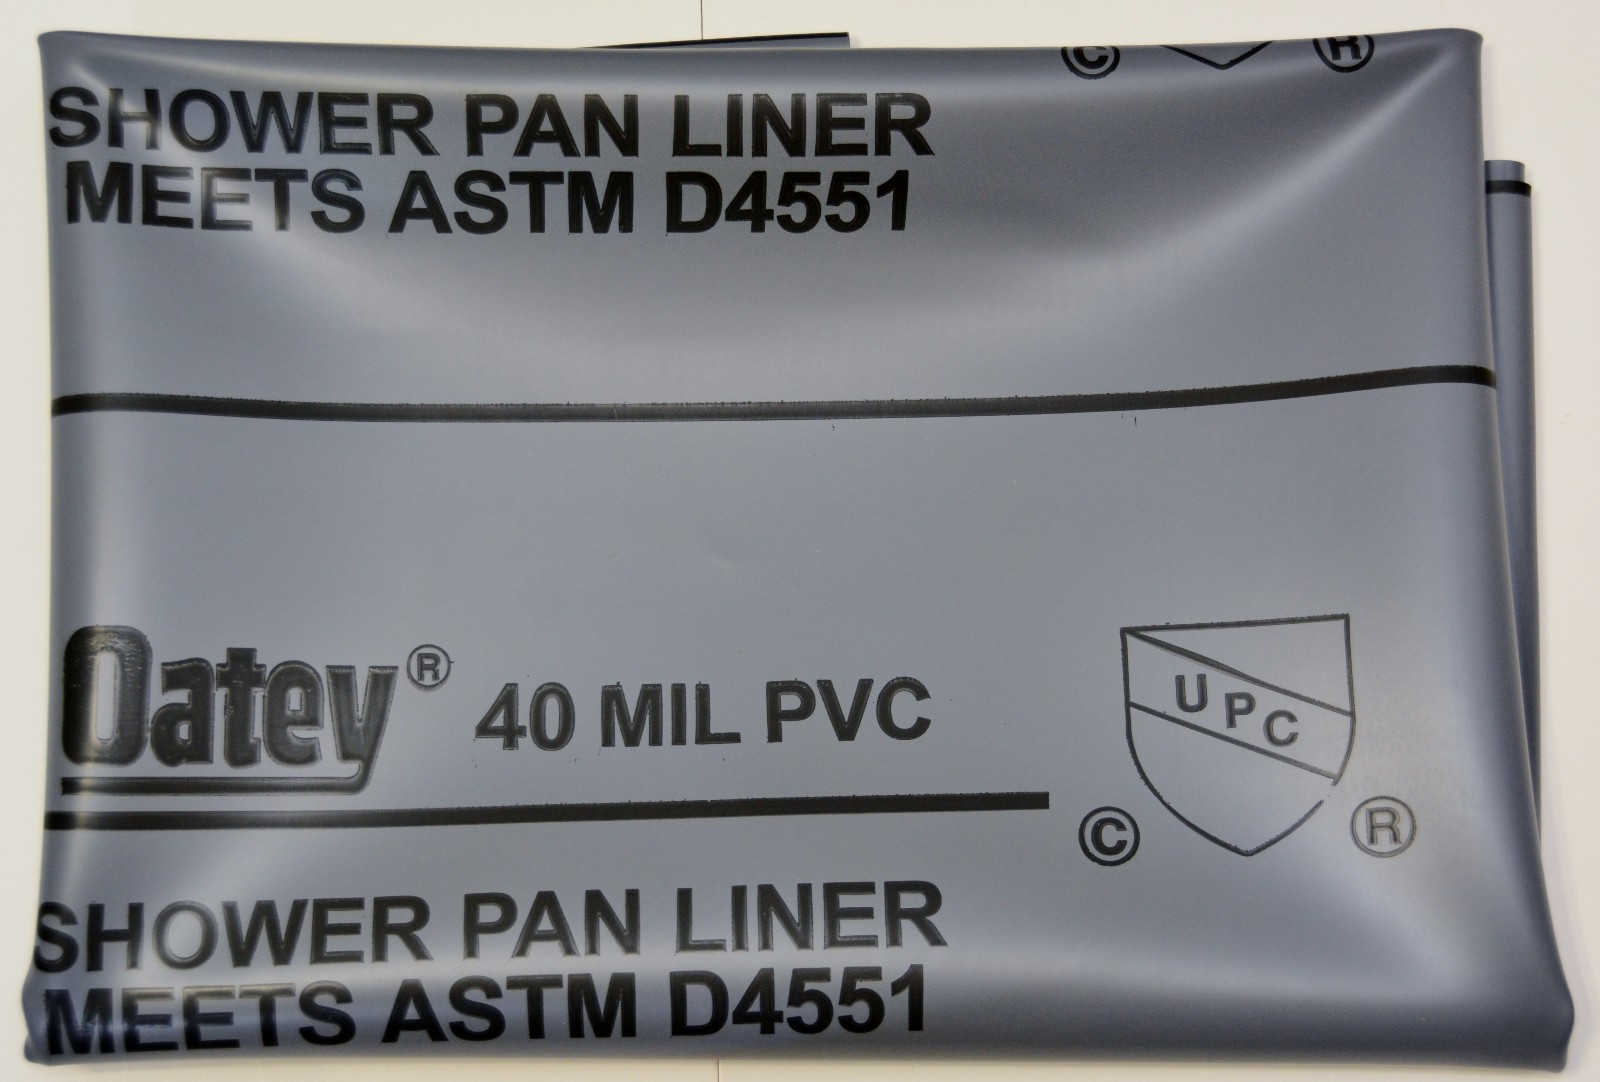 © ®
SHOWER PAN LINER
MEETS ASTM D4551
Oatey® 40 MIL PVC
UPC
© ®
SHOWER PAN LINER
MEETS ASTM D4551